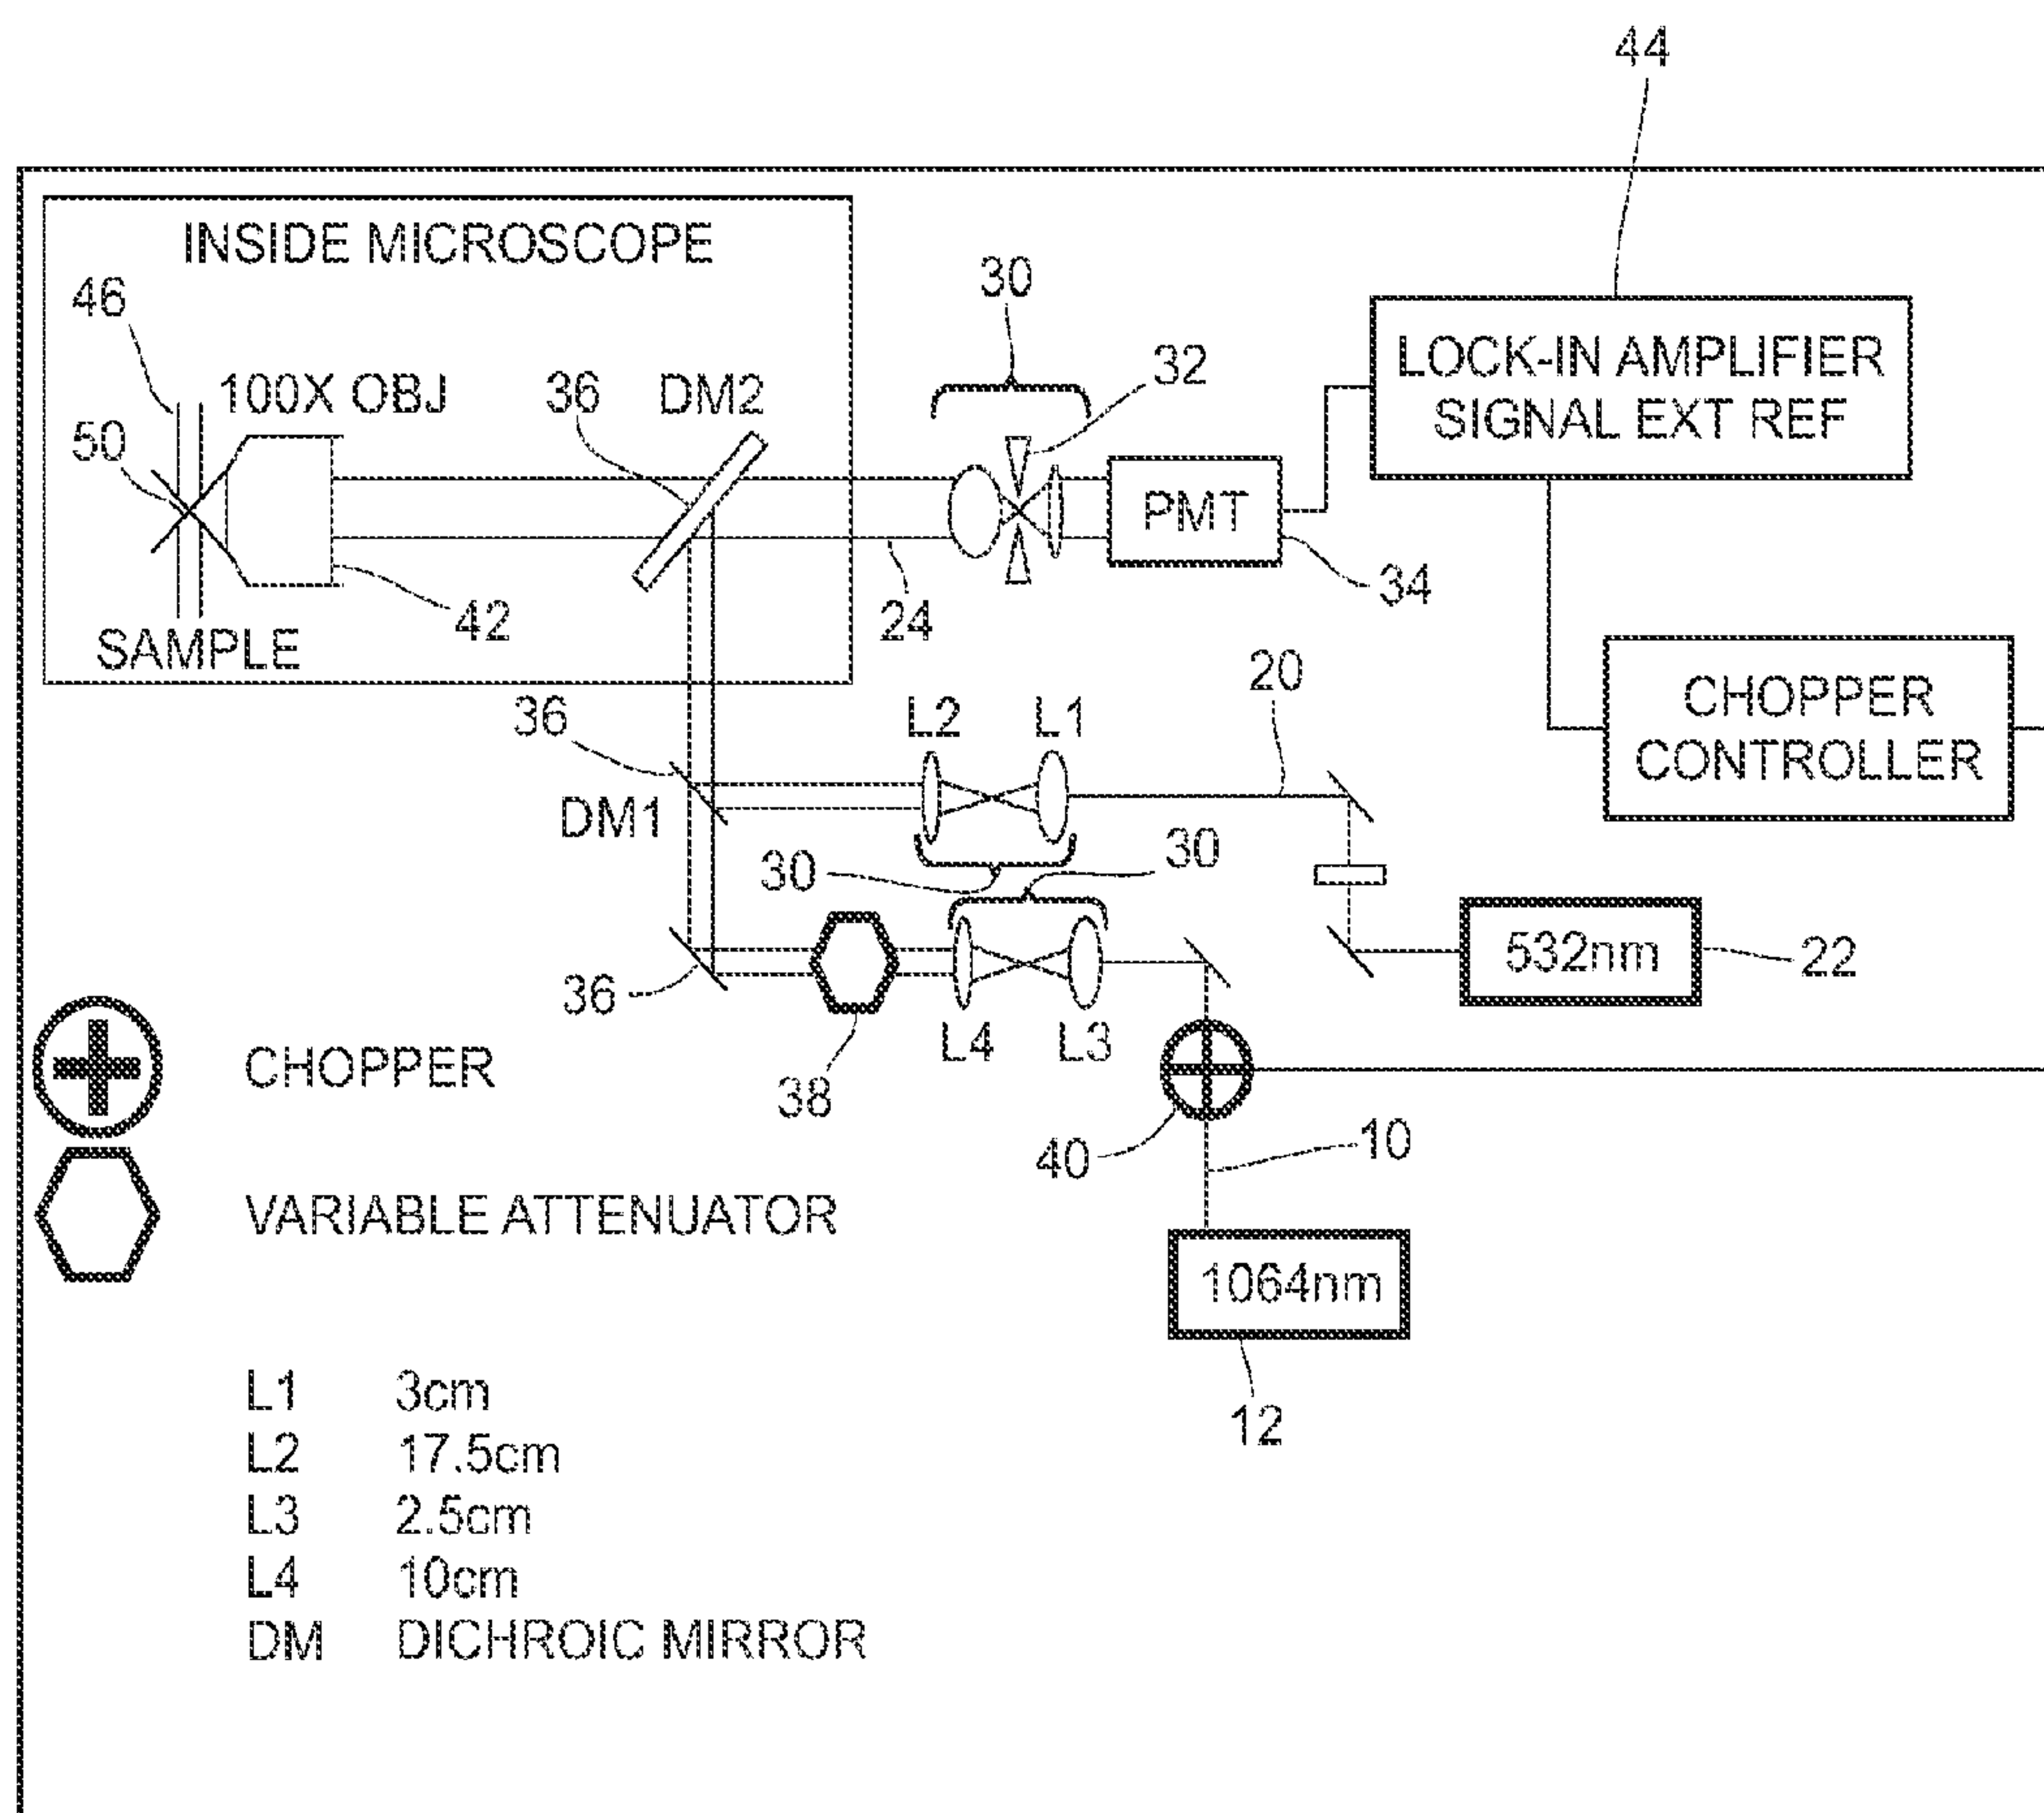 44
INSIDE MICROSCOPE
46
100X OBJ
36
DM2
50
30
32
LOCK-IN AMPLIFIER
SIGNAL EXT REF
PMT
34
42
24
SAMPLE
20
CHOPPER
CONTROLLER
36
L2
L1
DM1
30
30
532nm
22
36
L4
L3
38
40
10
CHOPPER
VARIABLE ATTENUATOR
1064nm
12
L1 3cm
L2 17.5cm
L3 2.5cm
L4 10cm
DM DICHROIC MIRROR